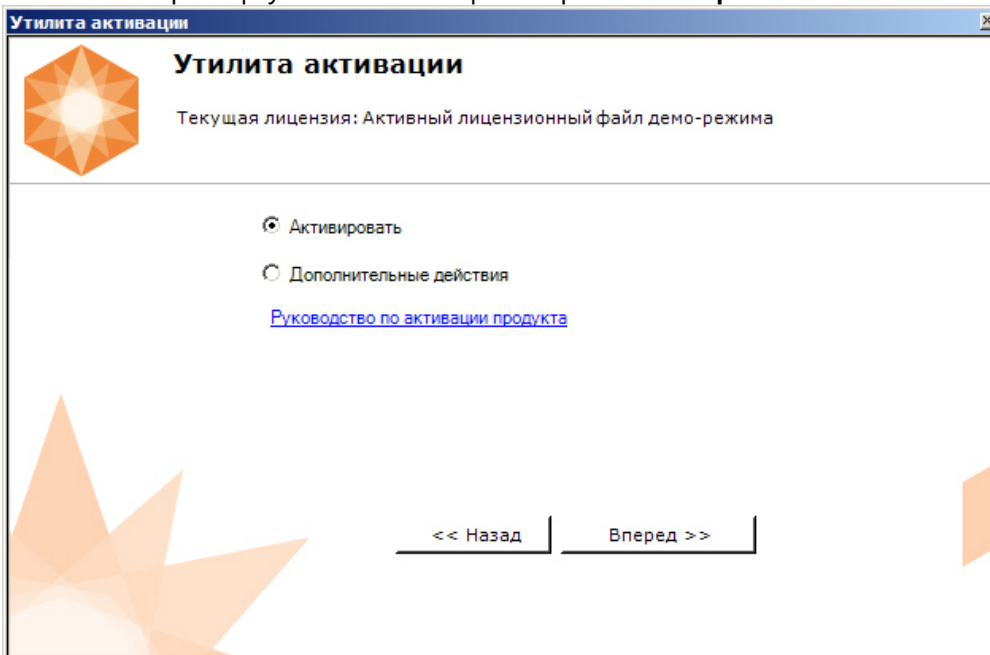 Утилита активации
Утилита активации
Текущая лицензия: Активный лицензионный файл демо-режима
Активировать
Дополнительные действия
Руководство по активации продукта
<< Назад
Вперед >>